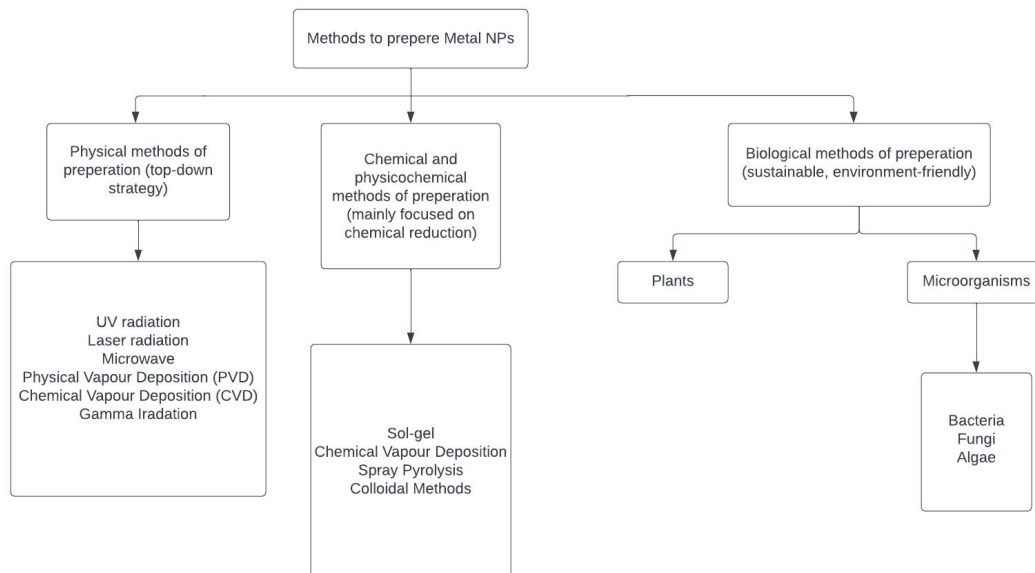 Methods to prepere Metal NPs
Physical methods of
preperation (top-down
strategy)
Chemical and
physicochemical
methods of preperation
(mainly focused on
chemical reduction)
Biological methods of preperation
(sustainable, environment-friendly)
Plants
Microorganisms
UV radiation
Laser radiation
Microwave
Physical Vapour Deposition (PVD)
Chemical Vapour Deposition (CVD)
Gamma Iradation
Sol-gel
Chemical Vapour Deposition
Spray Pyrolysis
Colloidal Methods
Bacteria
Fungi
Algae